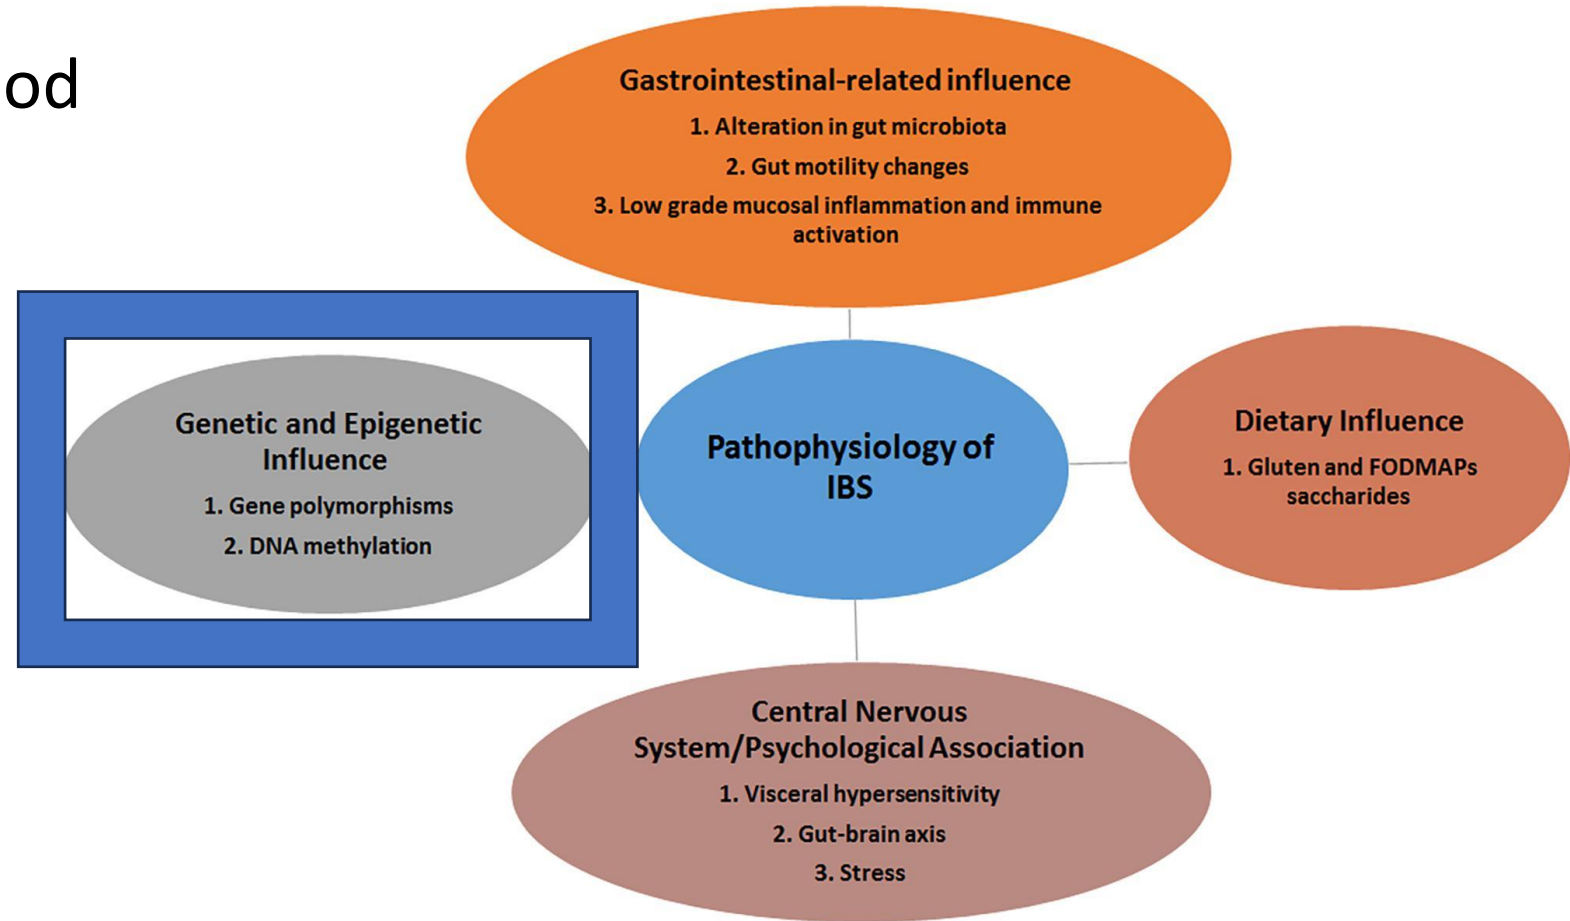 od
Gastrointestinal-related influence
1. Alteration in gut microbiota
2. Gut motility changes
3. Low grade mucosal inflammation and immune
activation
Genetic and Epigenetic
Influence
1. Gene polymorphisms
2. DNA methylation
Pathophysiology of
IBS
Dietary Influence
1. Gluten and FODMAPs
saccharides
Central Nervous
System/Psychological Association
1. Visceral hypersensitivity
2. Gut-brain axis
3. Stress